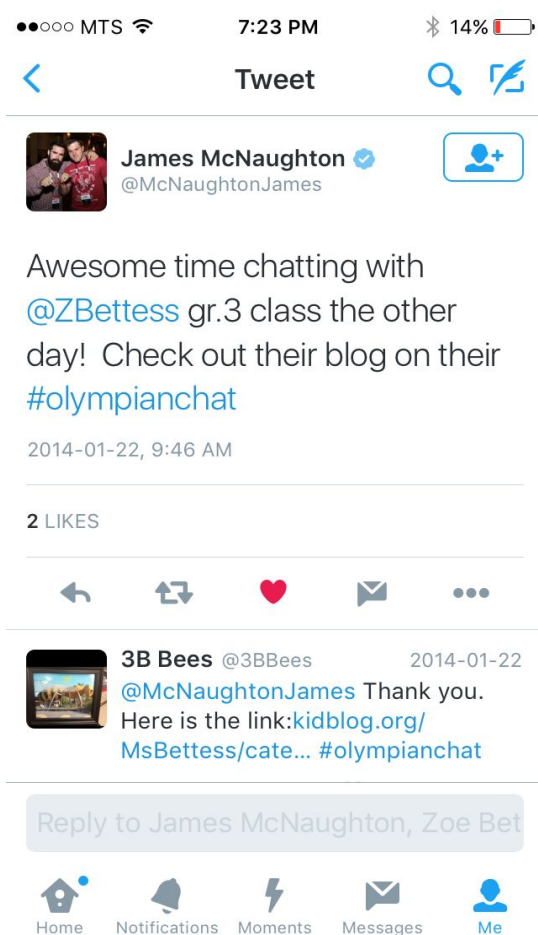 MTS 7:23 PM 14%
Tweet
James McNaughton
@McNaughtonJames
Awesome time chatting with
@ZBettess gr.3 class the other
day! Check out their blog on their
#olympianchat
2014-01-22, 9:46 AM
2 LIKES
3B Bees @3BBees 2014-01-22
@McNaughtonJames Thank you.
Here is the link:kidblog.org/
MsBettess/cate... #olympianchat
Reply to James McNaughton, Zoe Bet
Home Notifications Moments Messages Me